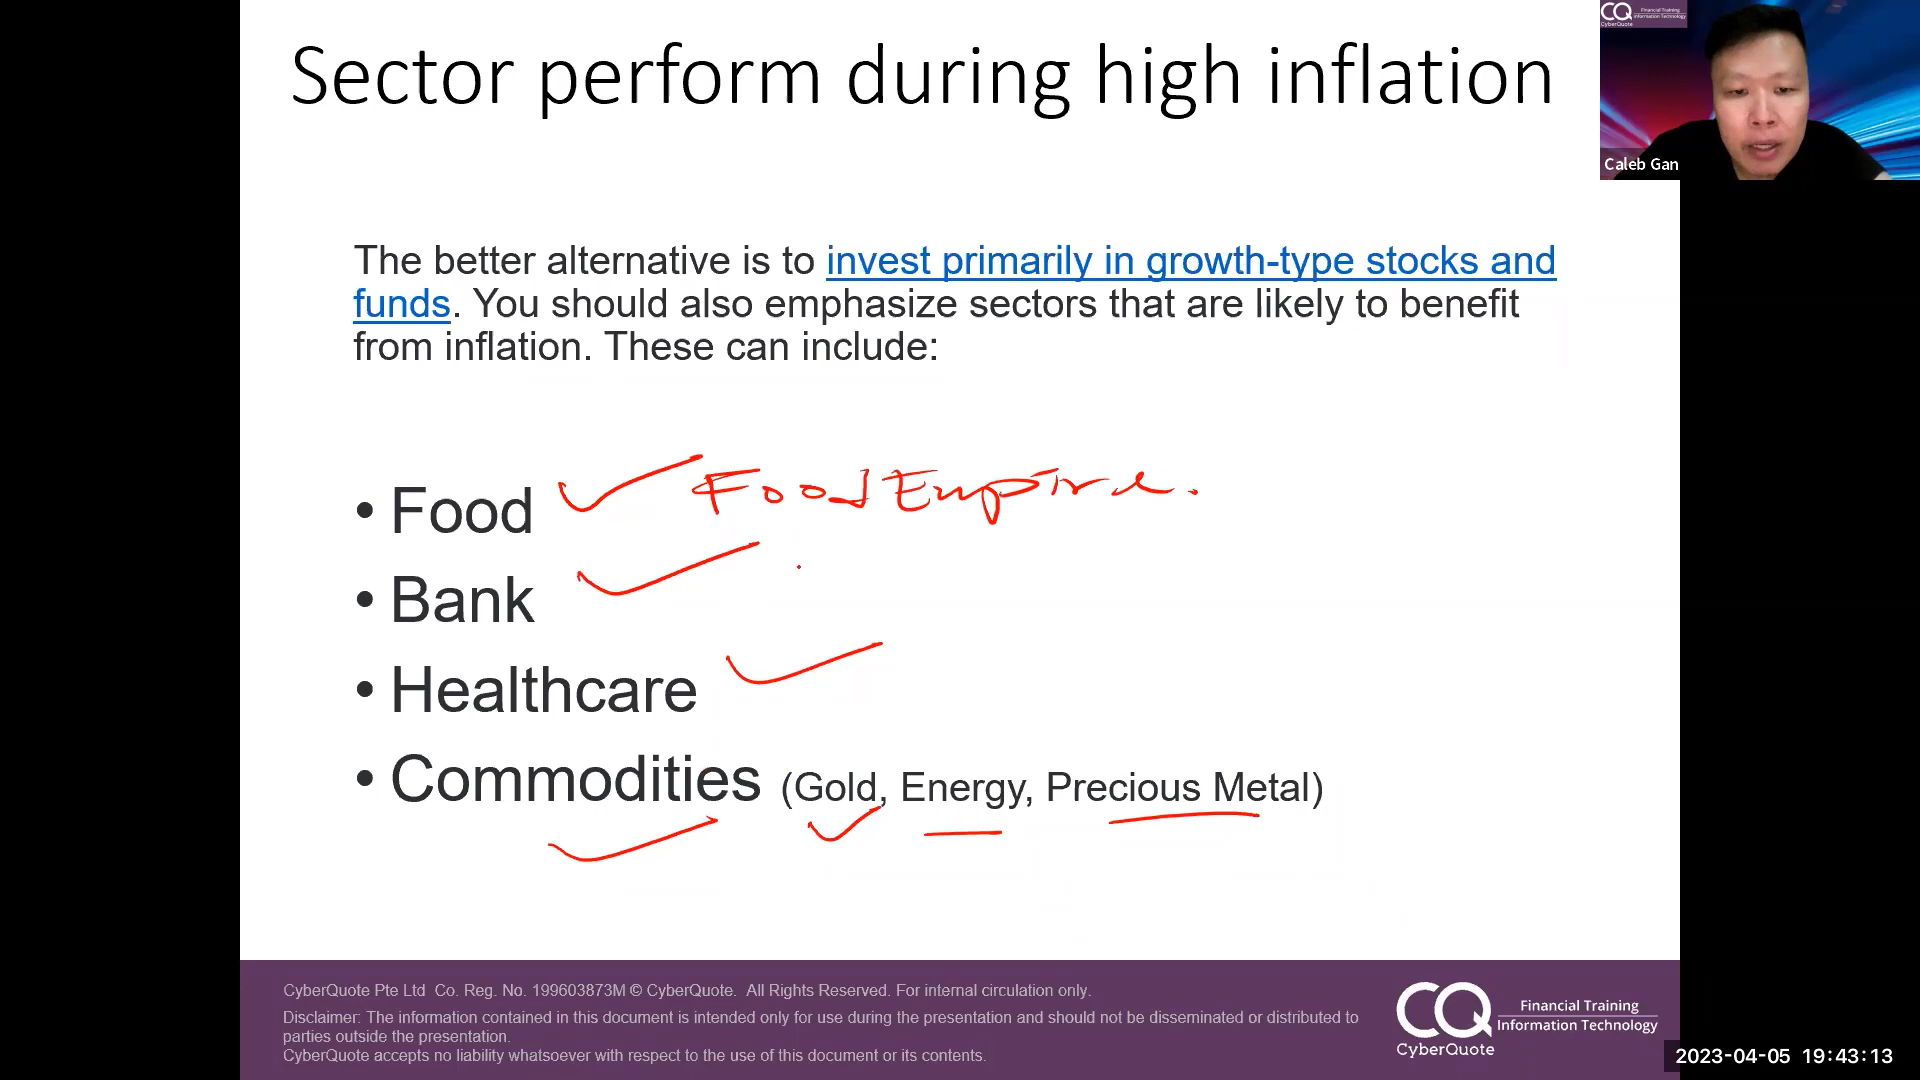 Sector perform during high inflation
CQ Financial Training
Information Technology
CyberQuote
Caleb Gan
The better alternative is to invest primarily in growth-type stocks and
funds. You should also emphasize sectors that are likely to benefit
from inflation. These can include:
• Food Food Empire.
• Bank
• Healthcare
• Commodities (Gold, Energy, Precious Metal)
CyberQuote Pte Ltd Co. Reg. No. 199603873M © CyberQuote. All Rights Reserved. For internal circulation only.
Disclaimer: The information contained in this document is intended only for use during the presentation and should not be disseminated or distributed to
parties outside the presentation.
CyberQuote accepts no liability whatsoever with respect to the use of this document or its contents.
CQ Financial Training
Information Technology
CyberQuote
2023-04-05 19:43:13